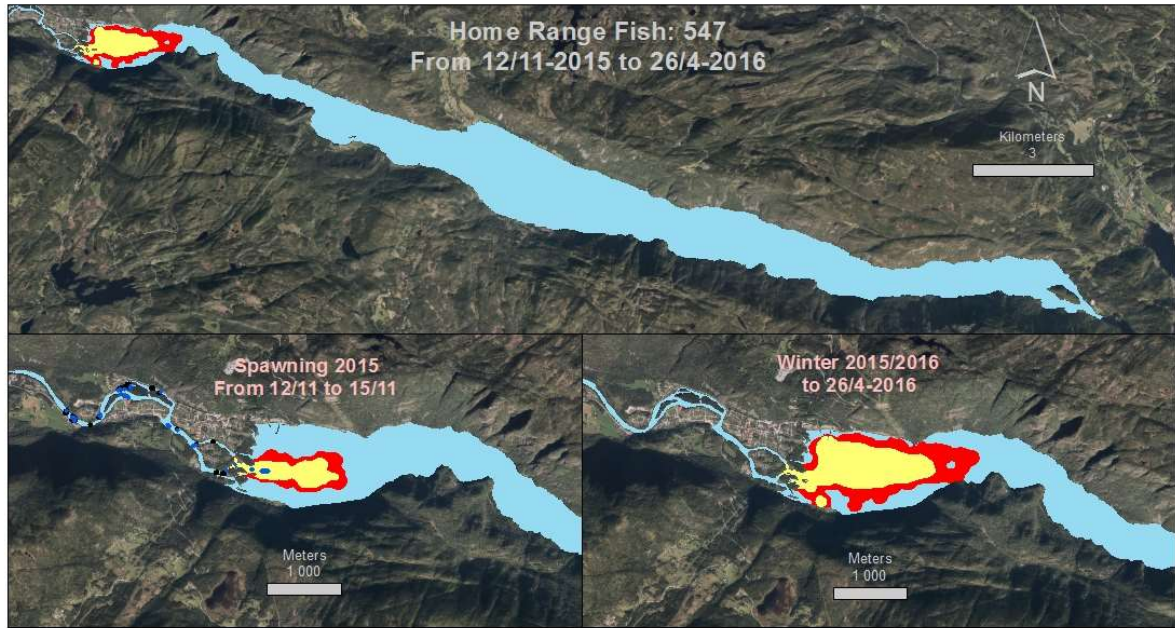 Home Range Fish: 547
From 12/11-2015 to 26/4-2016
N
Kilometers
3
Spawning 2015
From 12/11 to 15/11
Meters
1 000
Winter 2015/2016
to 26/4-2016
Meters
1 000